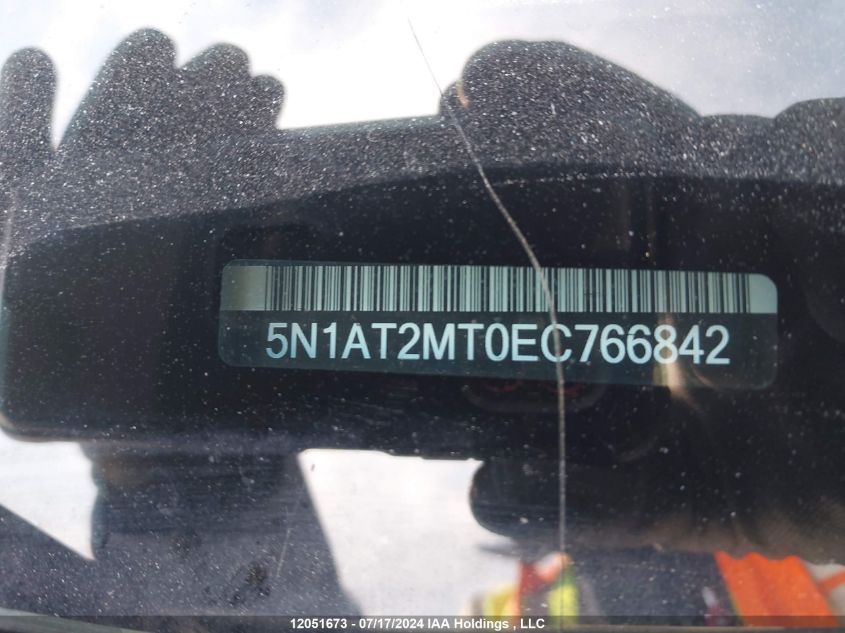 5N1AT2MT0EC766842
12051673 - 07/17/2024 IAA Holdings , LLC